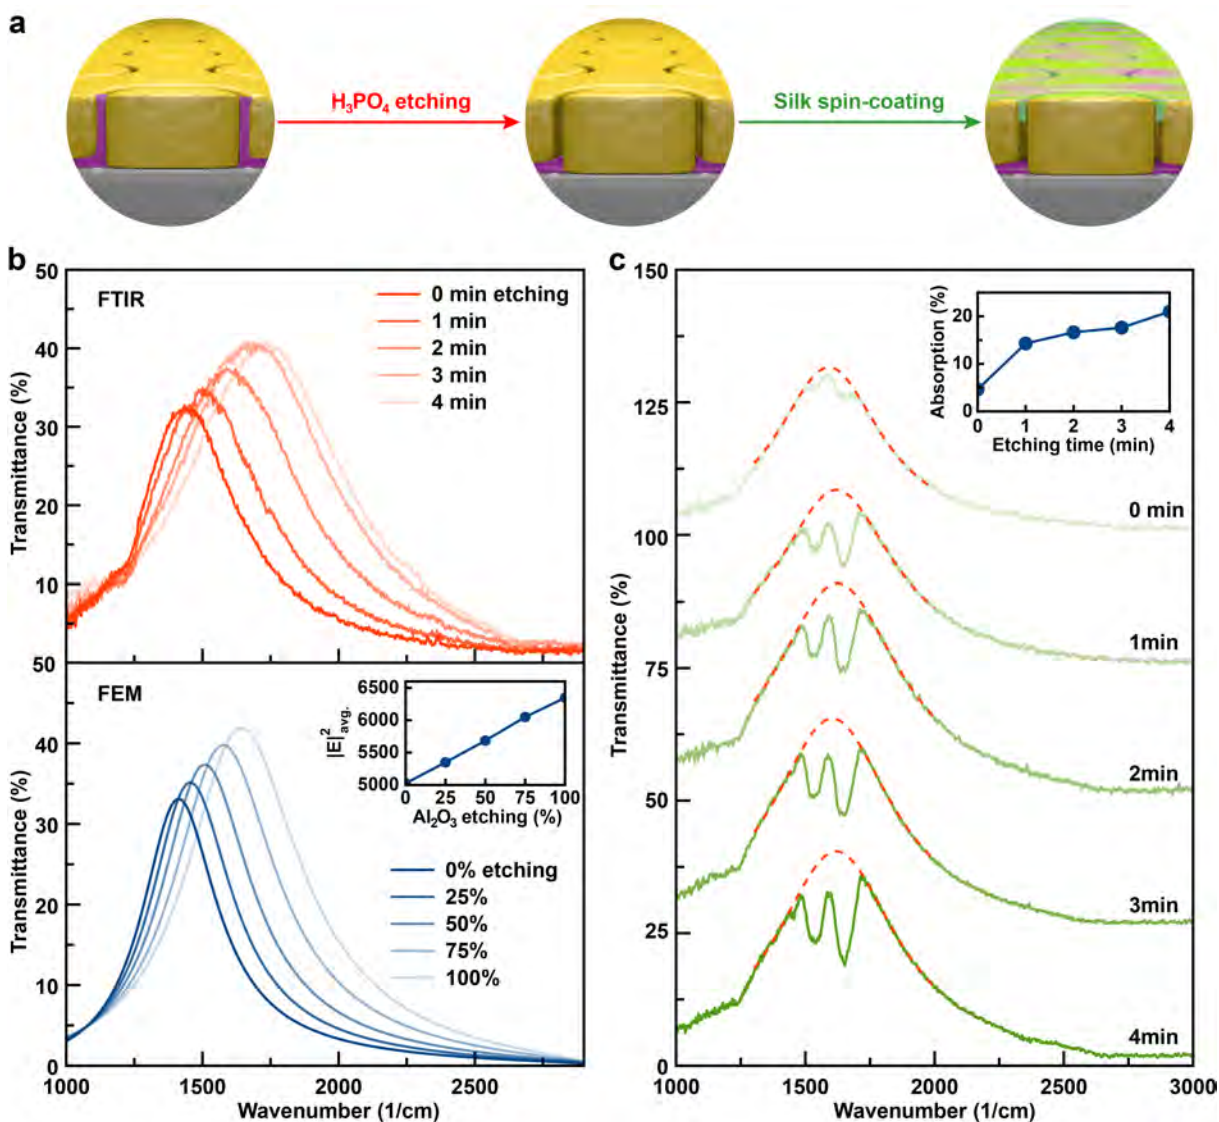 a
H₃PO₄ etching
Silk spin-coating
b
50
40
30
20
10
Transmittance (%)
FTIR
0 min etching
1 min
2 min
3 min
4 min
50
40
30
20
10
0
Transmittance (%)
FEM
6500
6000
5500
5000
|E|²avg.
0 25 50 75 100
Al₂O₃ etching (%)
0% etching
25%
50%
75%
100%
1000 1500 2000 2500
Wavenumber (1/cm)
c
150
125
100
75
50
25
0
Transmittance (%)
20
10
0
Absorption (%)
0 1 2 3 4
Etching time (min)
0 min
1min
2min
3min
4min
1000 1500 2000 2500 3000
Wavenumber (1/cm)